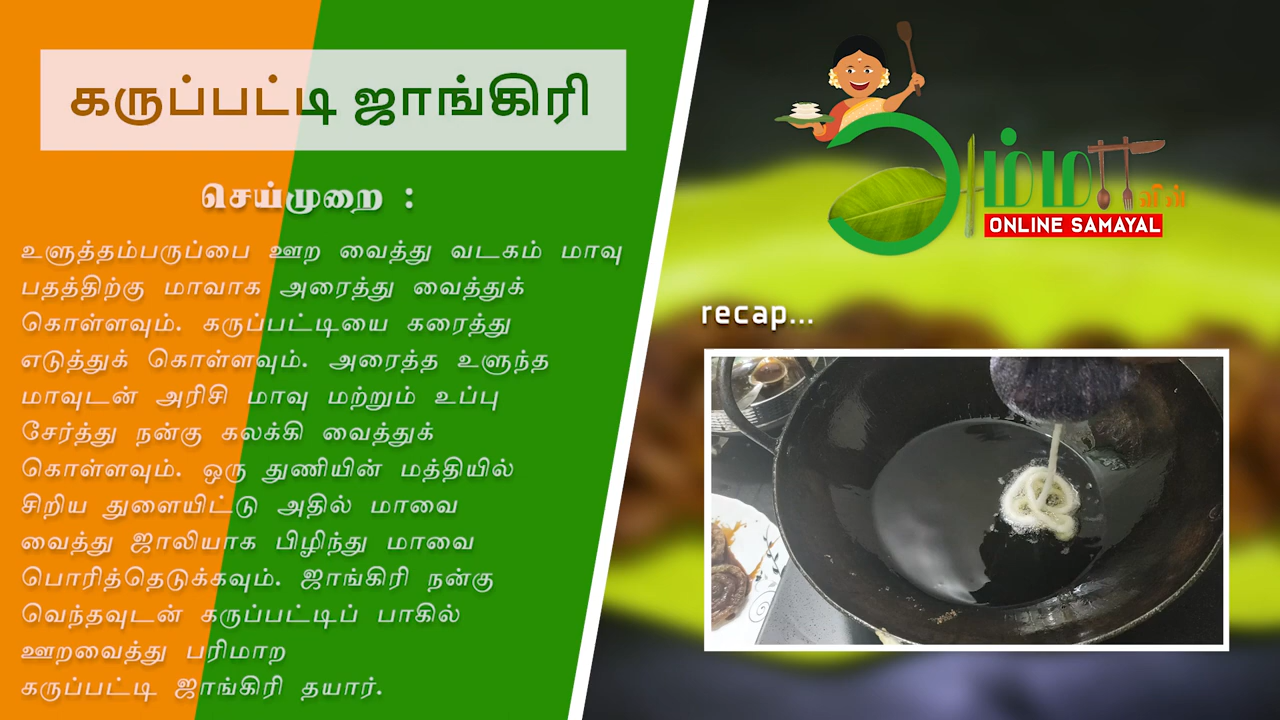 கருப்பட்டி ஜாங்கிரி
செய்முறை :
உளுத்தம்பருப்பை ஊற வைத்து வடகம் மாவு
பதத்திற்கு மாவாக அரைத்து வைத்துக்
கொள்ளவும். கருப்பட்டியை கரைத்து
எடுத்துக் கொள்ளவும். அரைத்த உளுந்த
மாவுடன் அரிசி மாவு மற்றும் உப்பு
சேர்த்து நன்கு கலக்கி வைத்துக்
கொள்ளவும். ஒரு துணியின் மத்தியில்
சிறிய துளையிட்டு அதில் மாவை
வைத்து ஜாலியாக பிழிந்து மாவை
பொரித்தெடுக்கவும். ஜாங்கிரி நன்கு
வெந்தவுடன் கருப்பட்டிப் பாகில்
ஊறவைத்து பரிமாற
கருப்பட்டி ஜாங்கிரி தயார்.
அம்மாவின்
ONLINE SAMAYAL
recap...